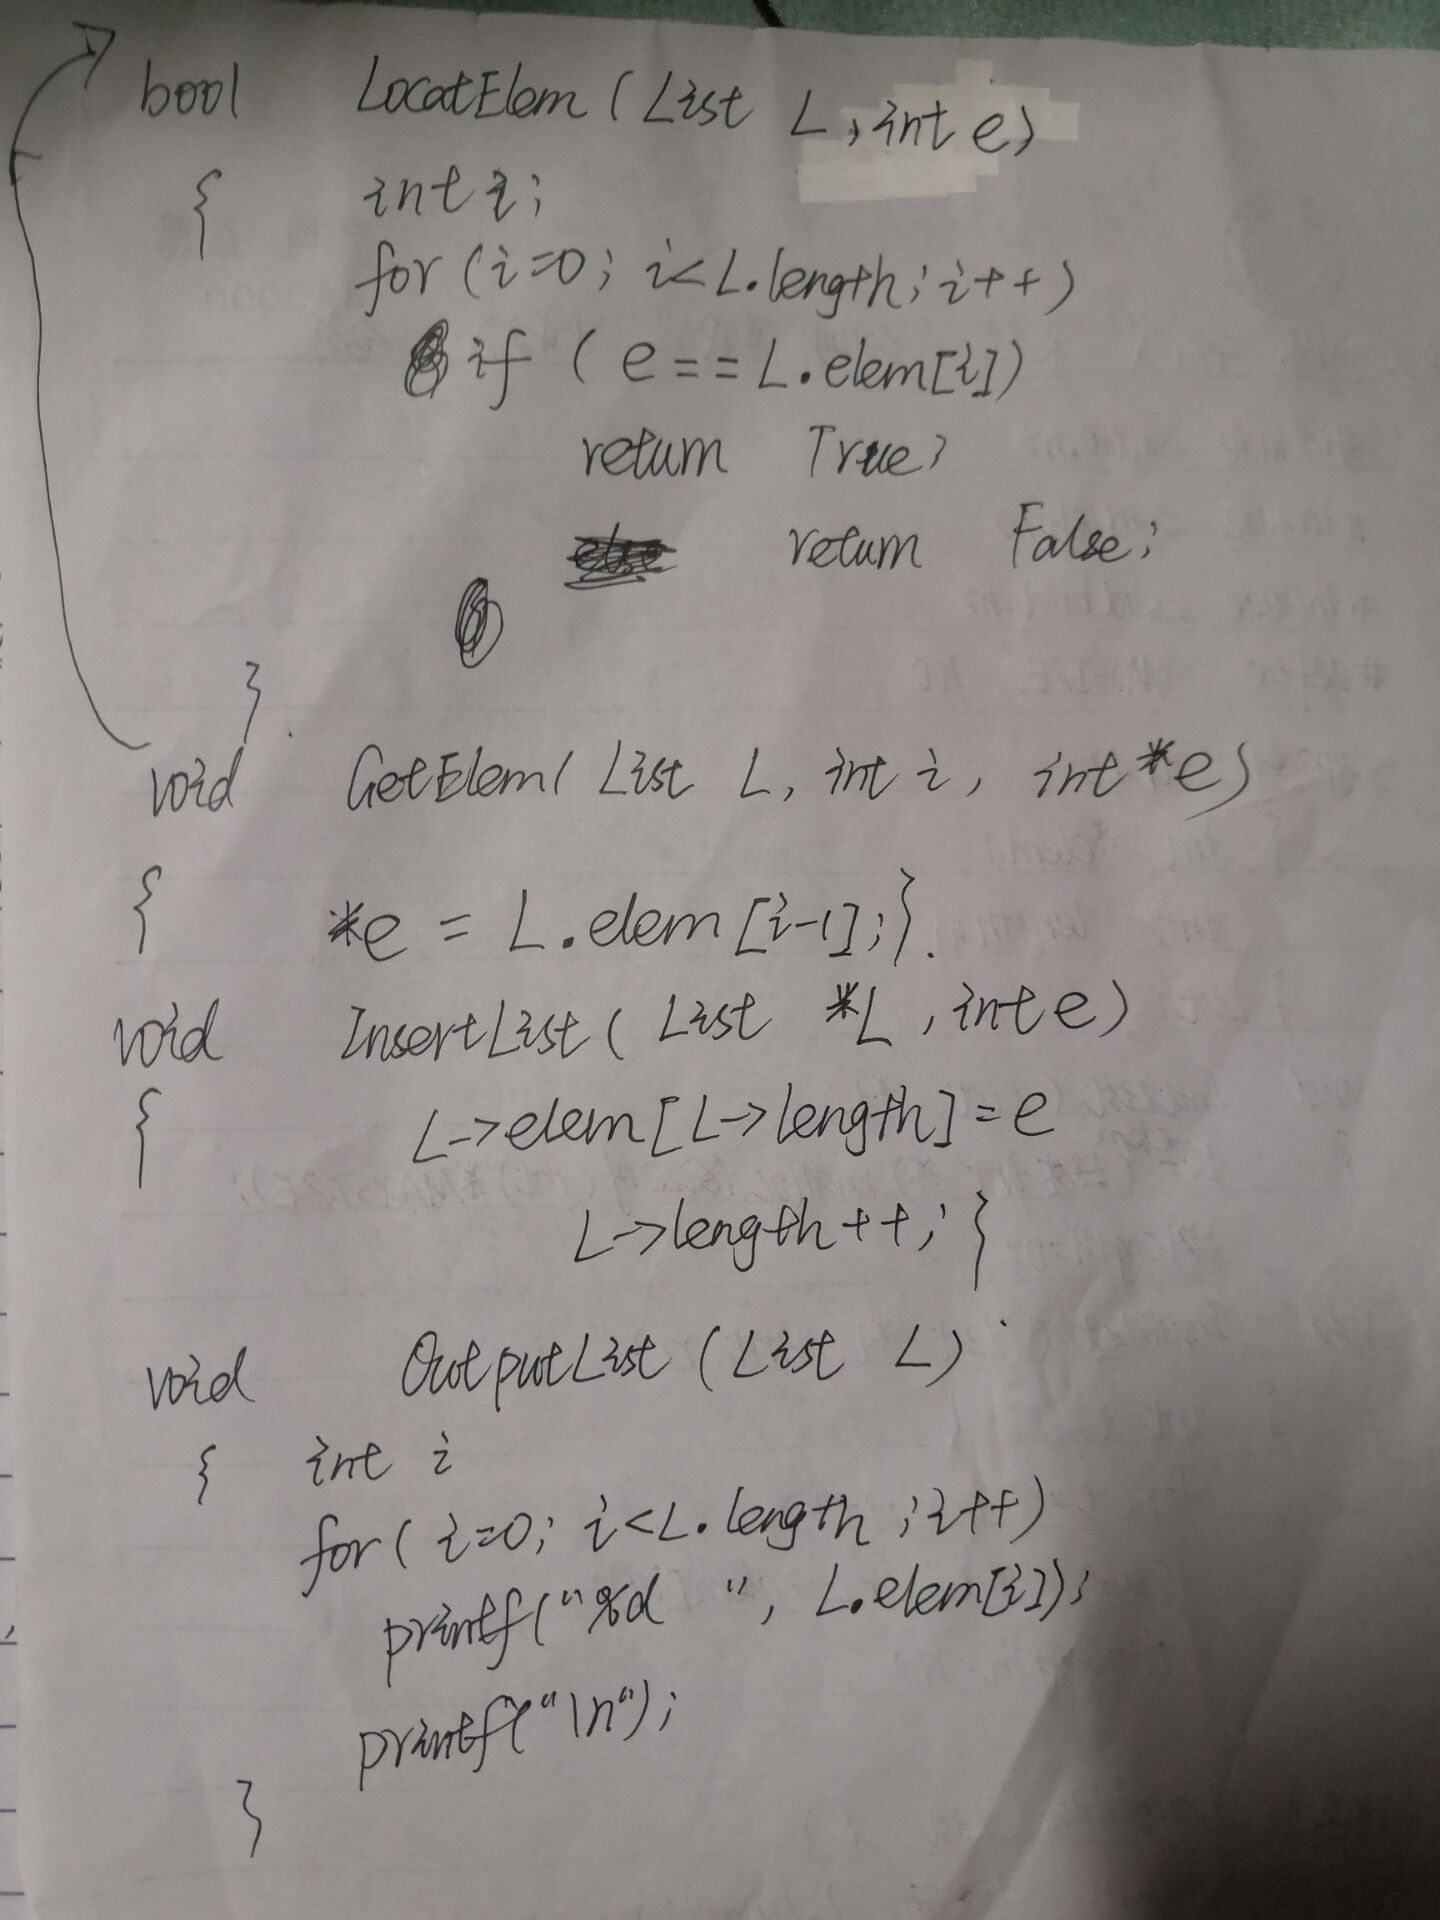 bool LocatElem (List L, int e)
{ int i;
for (i=0; i<L.length; i++)
if (e==L.elem[i])
return True;
return False;
}
void GetElem( List L, int i, int *e)
{ *e = L.elem[i-1];}
void InsertList( List *L, int e)
{ L->elem[L->length]=e
L->length++; }
void OutputList (List L)
{ int i
for( i=0; i<L.length; i++)
printf("%d ", L.elem[i]);
printf("\n");
}